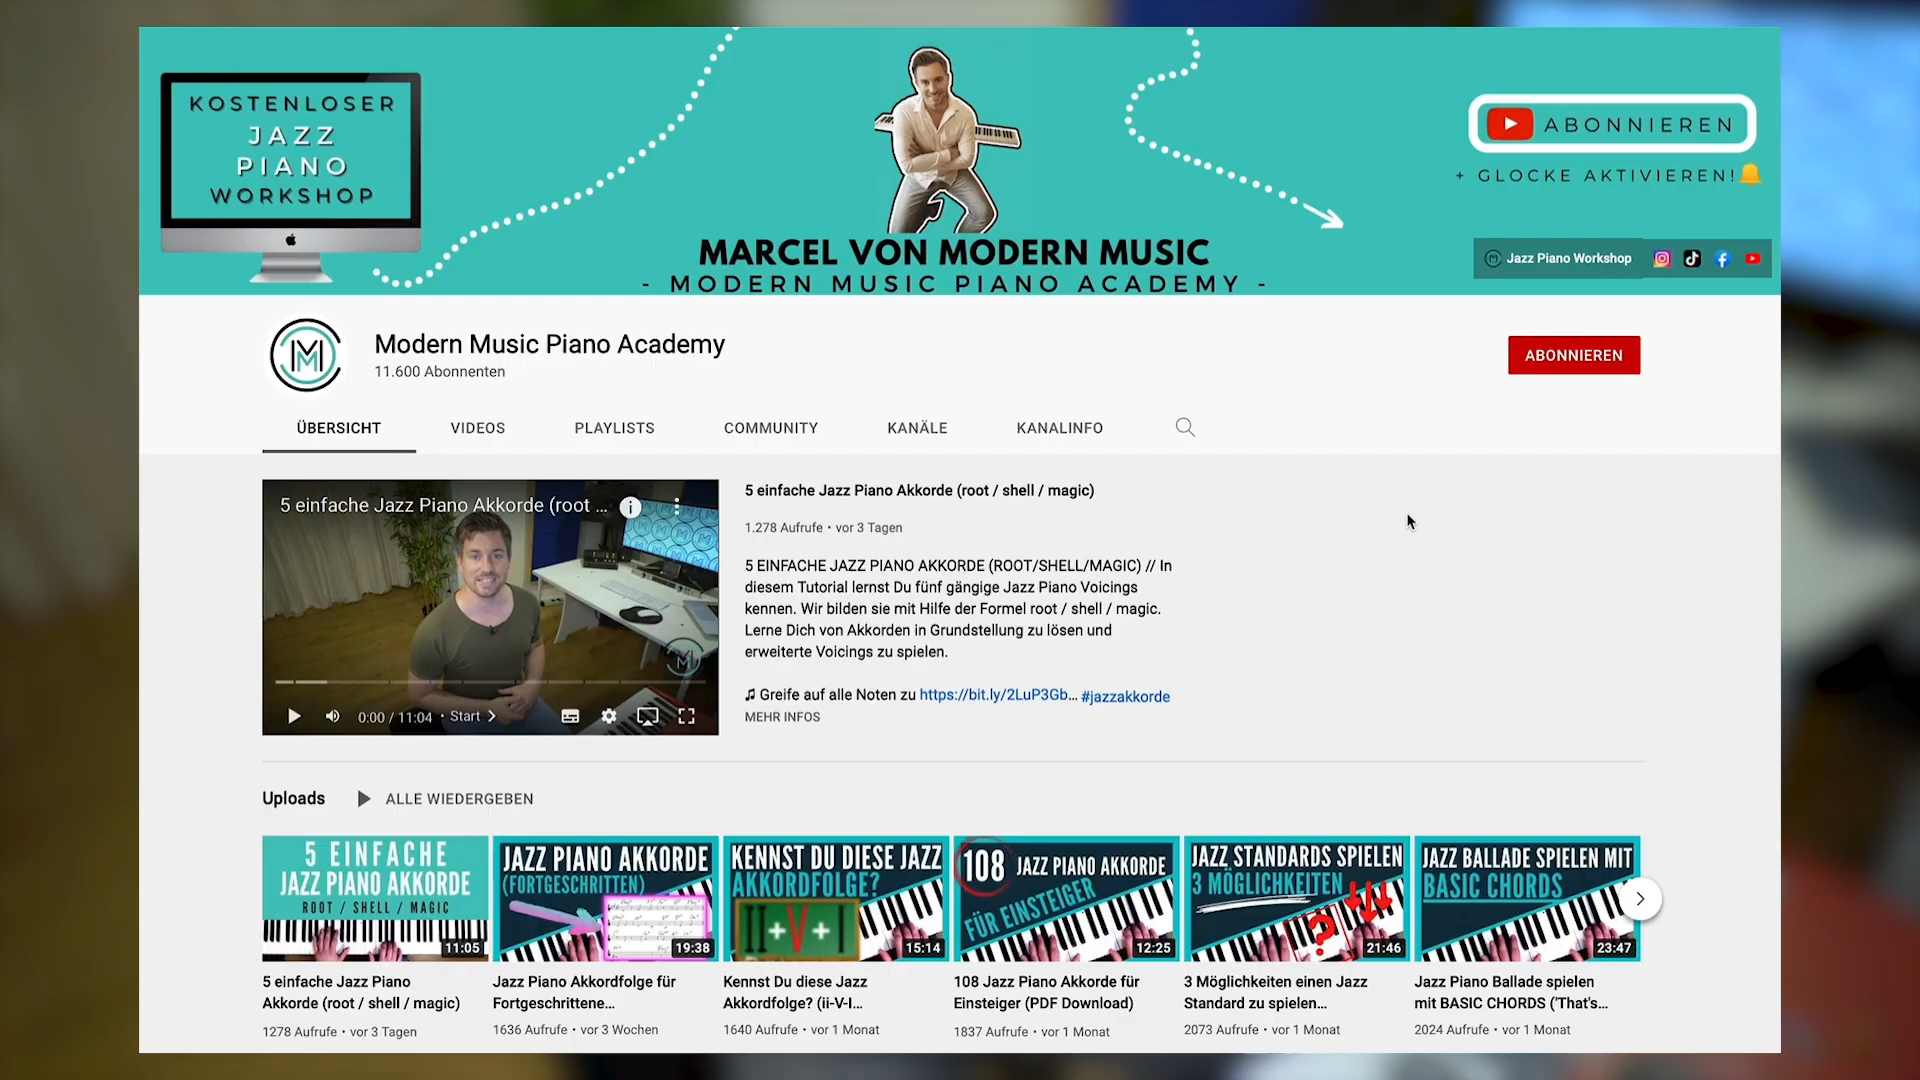 KOSTENLOSER
JAZZ
PIANO
WORKSHOP
ABONNIEREN
+ GLOCKE AKTIVIEREN!
MARCEL VON MODERN MUSIC
- MODERN MUSIC PIANO ACADEMY -
Jazz Piano Workshop
Modern Music Piano Academy
11.600 Abonnenten
ABONNIEREN
ÜBERSICHT VIDEOS PLAYLISTS COMMUNITY KANÄLE KANALINFO
5 einfache Jazz Piano Akkorde (root ...
0:00 / 11:04 • Start
5 einfache Jazz Piano Akkorde (root / shell / magic)
1.278 Aufrufe • vor 3 Tagen
5 EINFACHE JAZZ PIANO AKKORDE (ROOT/SHELL/MAGIC) // In
diesem Tutorial lernst Du fünf gängige Jazz Piano Voicings
kennen. Wir bilden sie mit Hilfe der Formel root / shell / magic.
Lerne Dich von Akkorden in Grundstellung zu lösen und
erweiterte Voicings zu spielen.
♫ Greife auf alle Noten zu https://bit.ly/2LuP3Gb... #jazzakkorde
MEHR INFOS
Uploads ALLE WIEDERGEBEN
5 EINFACHE
JAZZ PIANO AKKORDE
ROOT / SHELL / MAGIC
11:05
5 einfache Jazz Piano
Akkorde (root / shell / magic)
1278 Aufrufe • vor 3 Tagen
JAZZ PIANO AKKORDE
(FORTGESCHRITTEN)
19:38
Jazz Piano Akkordfolge für
Fortgeschrittene...
1636 Aufrufe • vor 3 Wochen
KENNST DU DIESE JAZZ
AKKORDFOLGE?
II+V+I
15:14
Kennst Du diese Jazz
Akkordfolge? (ii-V-I...
1640 Aufrufe • vor 1 Monat
108 JAZZ PIANO AKKORDE
FÜR EINSTEIGER
12:25
108 Jazz Piano Akkorde für
Einsteiger (PDF Download)
1837 Aufrufe • vor 1 Monat
JAZZ STANDARDS SPIELEN
3 MÖGLICHKEITEN
?
21:46
3 Möglichkeiten einen Jazz
Standard zu spielen...
2073 Aufrufe • vor 1 Monat
JAZZ BALLADE SPIELEN MIT
BASIC CHORDS
23:47
Jazz Piano Ballade spielen
mit BASIC CHORDS ('That's...
2024 Aufrufe • vor 1 Monat